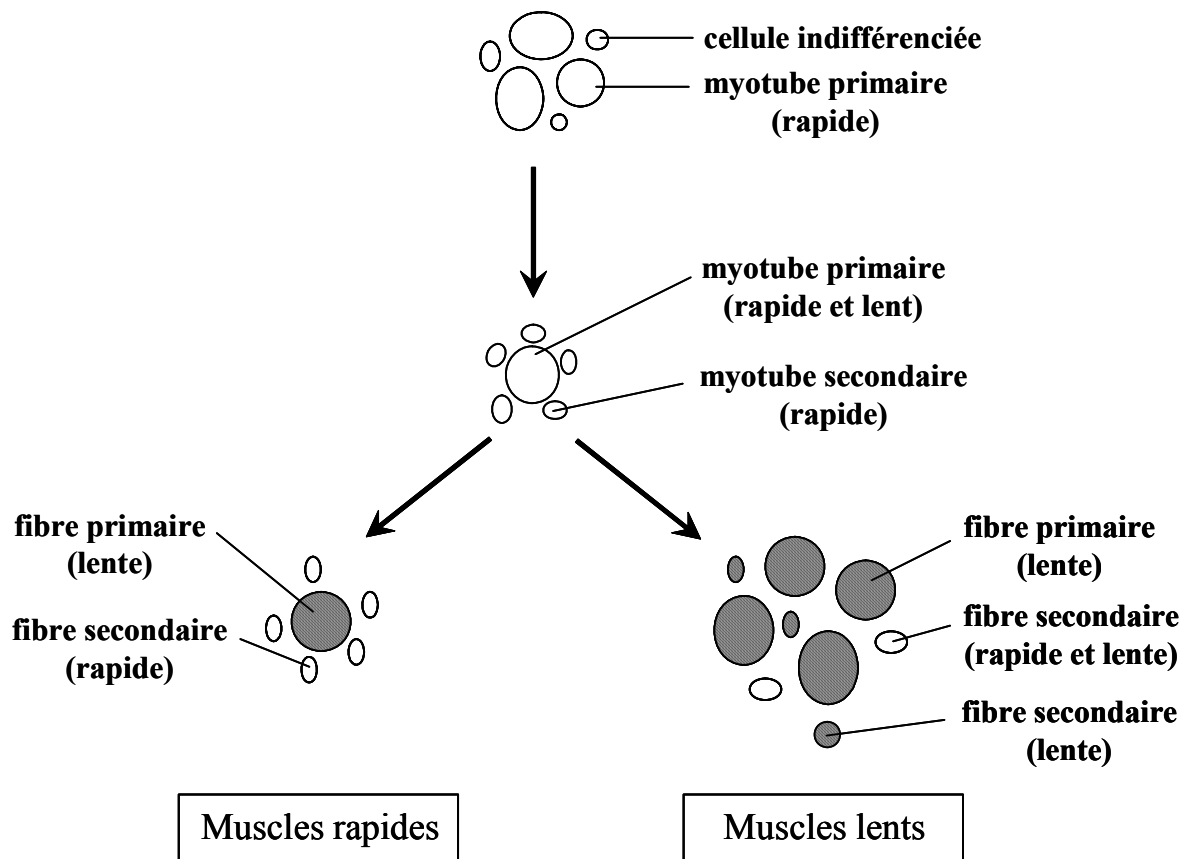 cellule indifférenciée
myotube primaire
(rapide)
myotube primaire
(rapide et lent)
myotube secondaire
(rapide)
fibre primaire
(lente)
fibre secondaire
(rapide)
fibre primaire
(lente)
fibre secondaire
(rapide et lente)
fibre secondaire
(lente)
Muscles rapides
Muscles lents